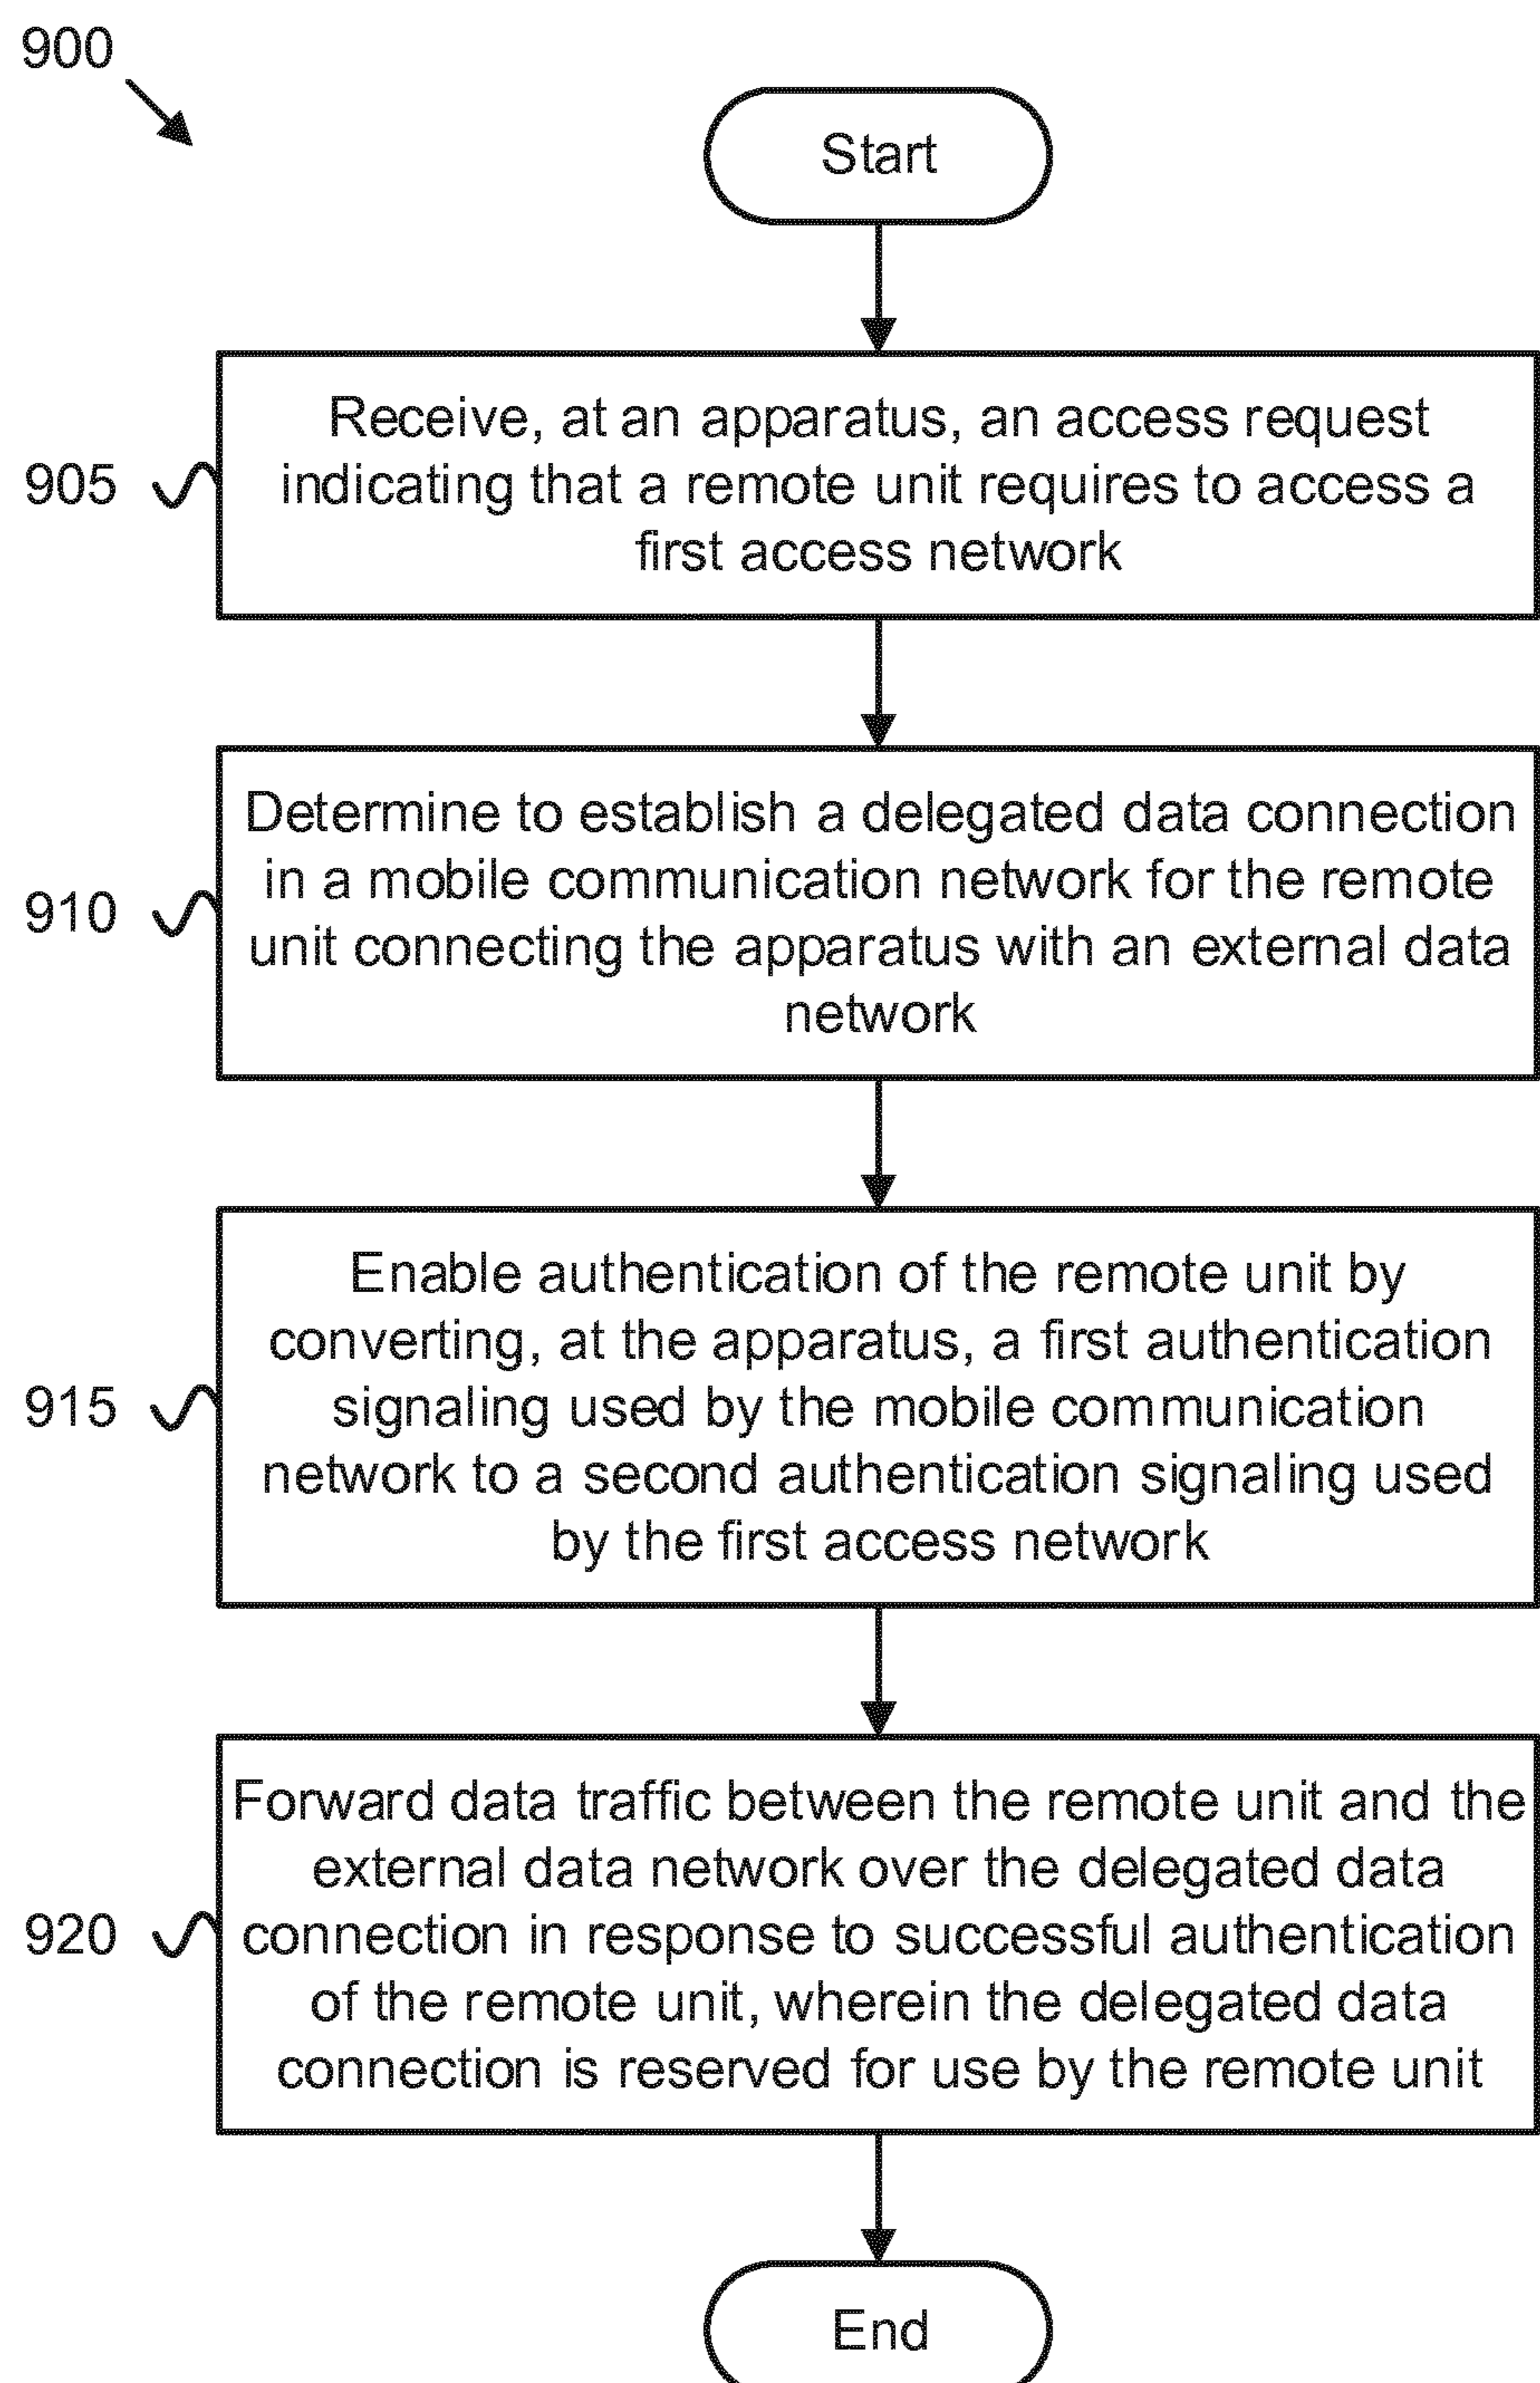 900
Start
Receive, at an apparatus, an access request
indicating that a remote unit requires to access a
first access network
905
Determine to establish a delegated data connection
in a mobile communication network for the remote
unit connecting the apparatus with an external data
network
910
Enable authentication of the remote unit by
converting, at the apparatus, a first authentication
signaling used by the mobile communication
network to a second authentication signaling used
by the first access network
915
Forward data traffic between the remote unit and the
external data network over the delegated data
connection in response to successful authentication
of the remote unit, wherein the delegated data
connection is reserved for use by the remote unit
920
End